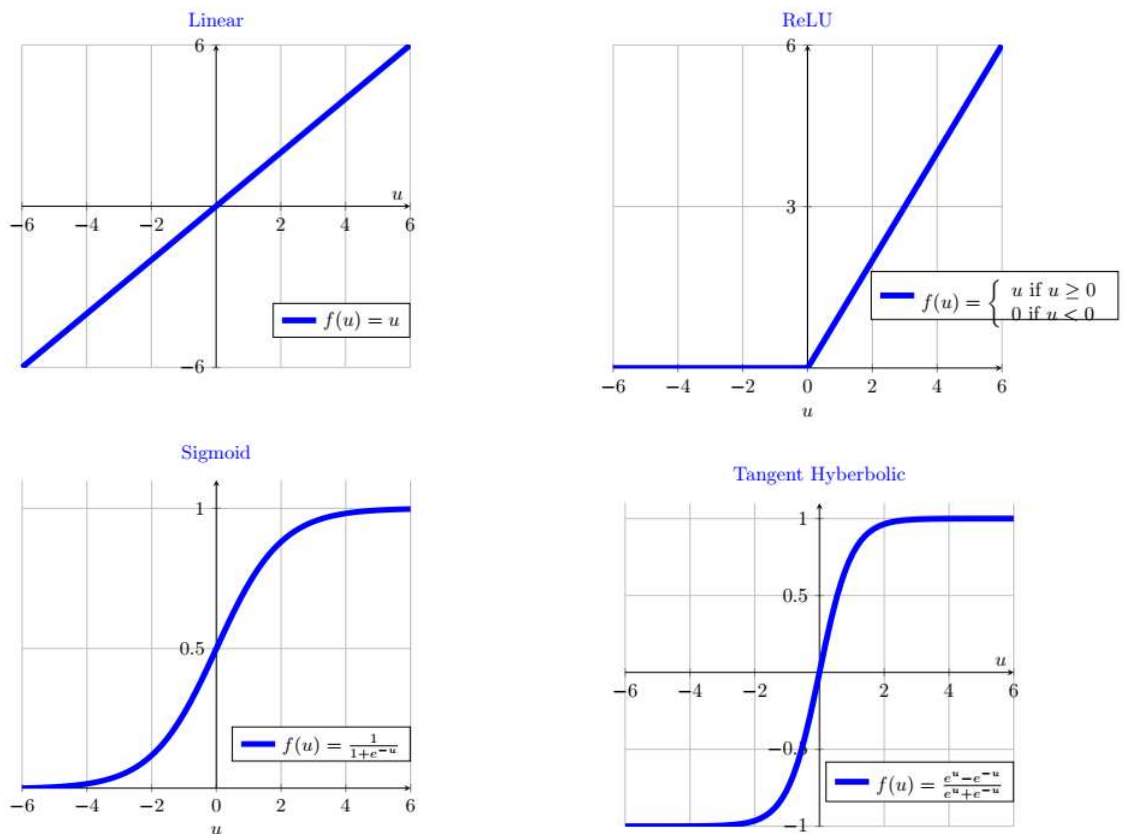 Linear
6
u
−6 −4 −2 2 4 6
f(u) = u
−6
ReLU
6
3
f(u) = { u if u ≥ 0
0 if u < 0
−6 −4 −2 0 2 4 6
u
Sigmoid
1
0.5
f(u) = 1/(1+e^−u)
−6 −4 −2 0 2 4 6
u
Tangent Hyberbolic
1
0.5
u
−6 −4 −2 2 4 6
−0.5
f(u) = (e^u−e^−u)/(e^u+e^−u)
−1